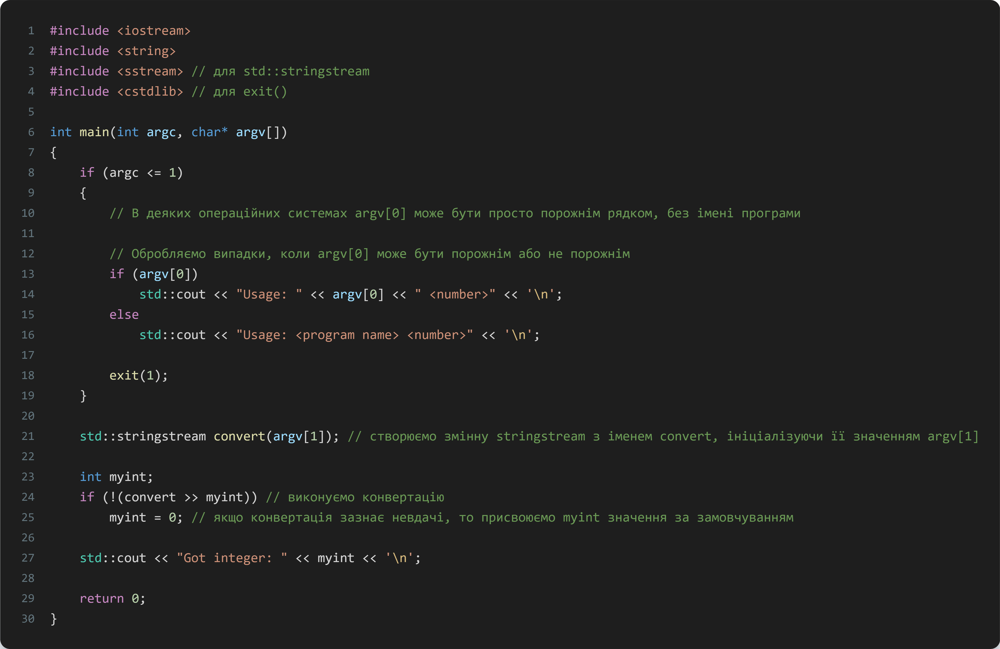 1 #include <iostream>
2 #include <string>
3 #include <sstream> // для std::stringstream
4 #include <cstdlib> // для exit()
5
6 int main(int argc, char* argv[])
7 {
8     if (argc <= 1)
9     {
10         // В деяких операційних системах argv[0] може бути просто порожнім рядком, без імені програми
11
12         // Обробляємо випадки, коли argv[0] може бути порожнім або не порожнім
13         if (argv[0])
14             std::cout << "Usage: " << argv[0] << " <number>" << '\n';
15         else
16             std::cout << "Usage: <program name> <number>" << '\n';
17
18         exit(1);
19     }
20
21     std::stringstream convert(argv[1]); // створюємо змінну stringstream з іменем convert, ініціалізуючи її значенням argv[1]
22
23     int myint;
24     if (!(convert >> myint)) // виконуємо конвертацію
25         myint = 0; // якщо конвертація зазнає невдачі, то присвоюємо myint значення за замовчуванням
26
27     std::cout << "Got integer: " << myint << '\n';
28
29     return 0;
30 }